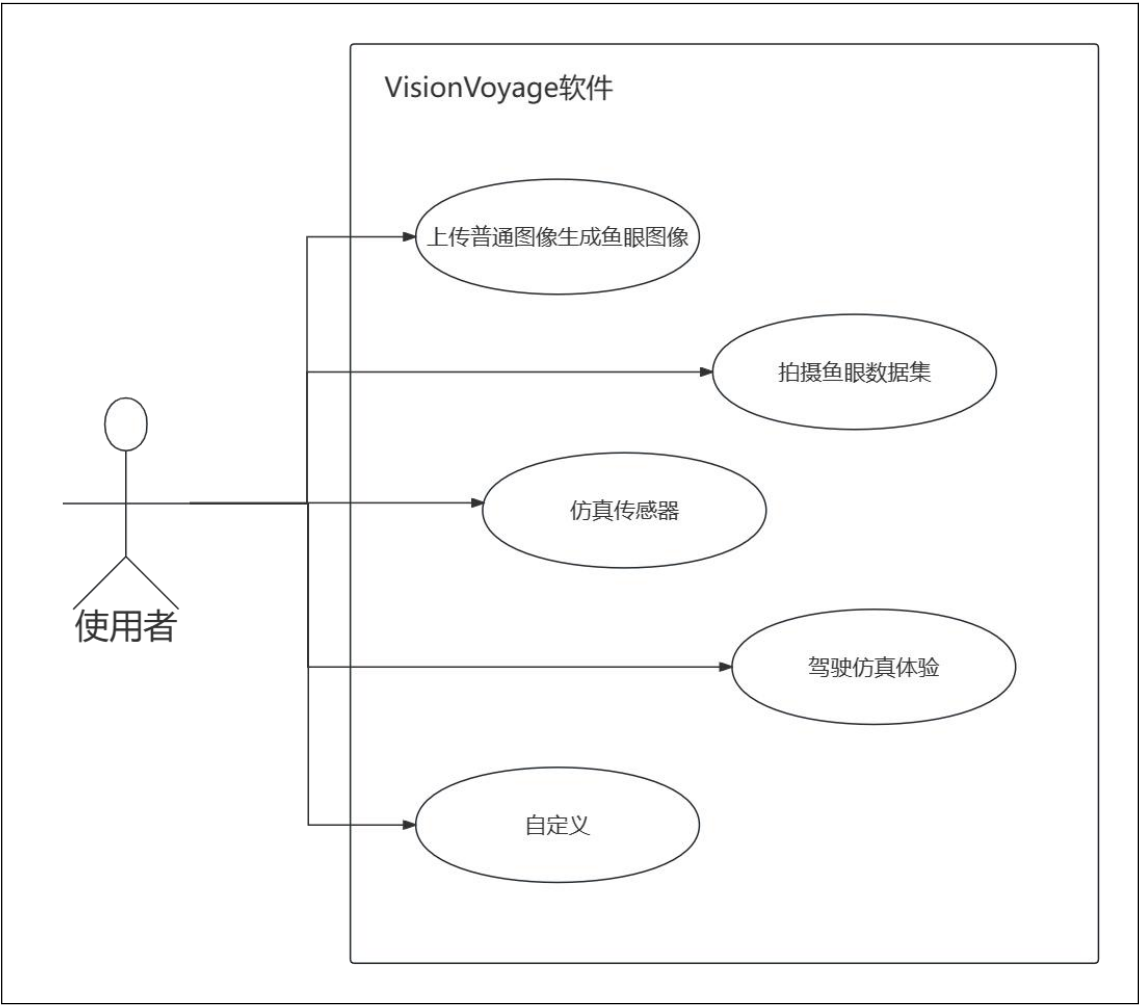 VisionVoyage软件
上传普通图像生成鱼眼图像
拍摄鱼眼数据集
仿真传感器
使用者
驾驶仿真体验
自定义